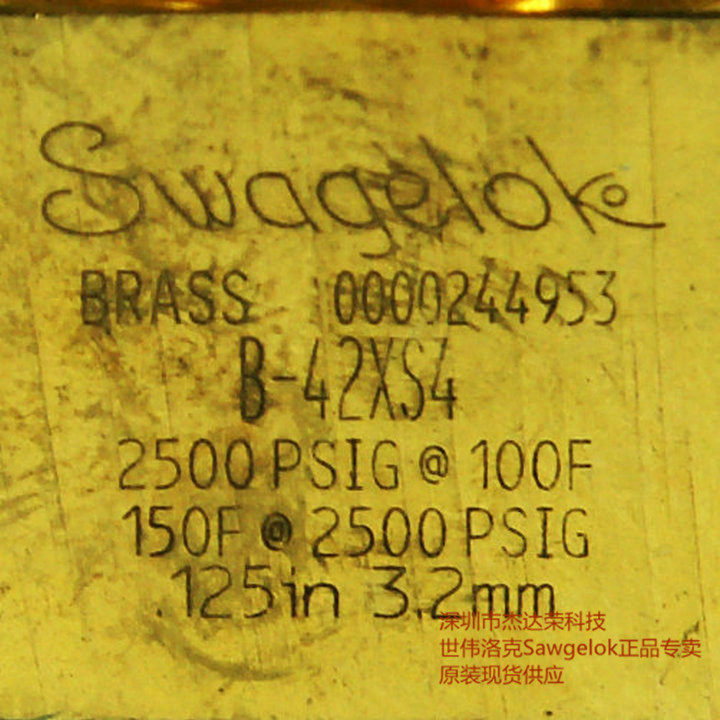 Swagelok
BRASS 0000244953
B-42XS4
2500 PSIG @ 100F
150F @ 2500 PSIG
.125in 3.2mm
深圳市杰达荣科技
世伟洛克Sawgelok正品专卖
原装现货供应